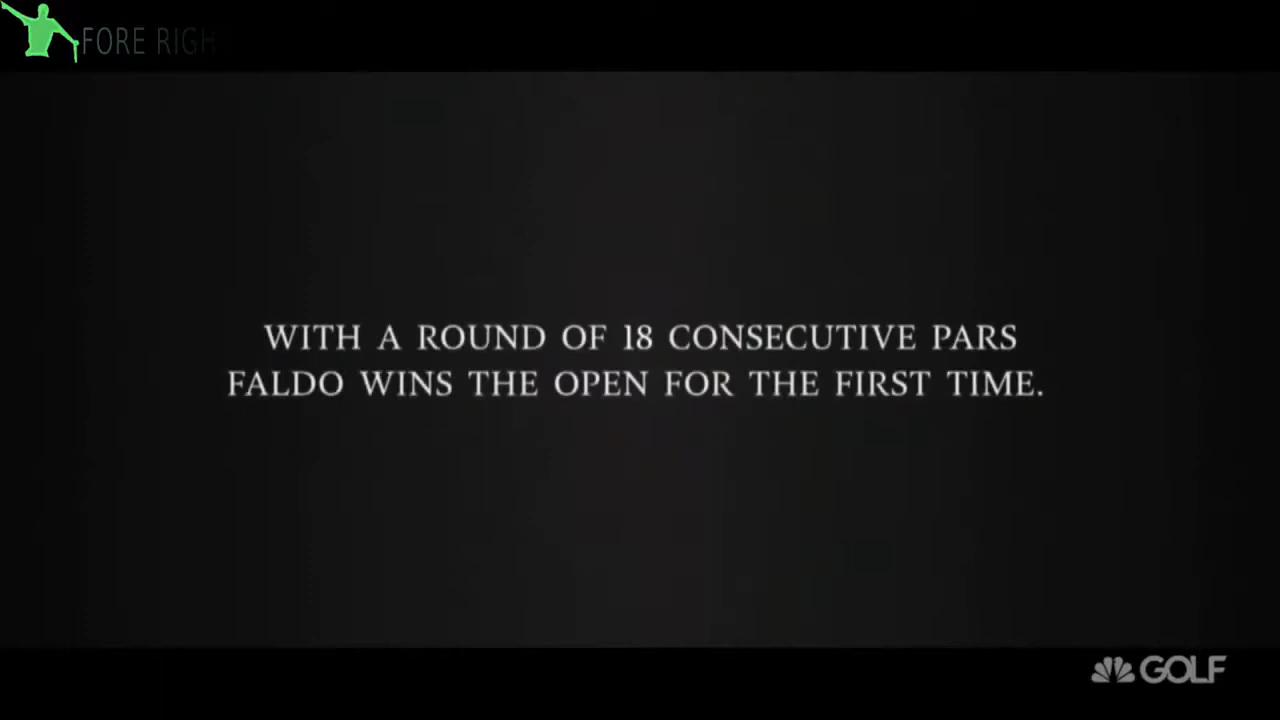 FORE RIGH
WITH A ROUND OF 18 CONSECUTIVE PARS
FALDO WINS THE OPEN FOR THE FIRST TIME.
GOLF